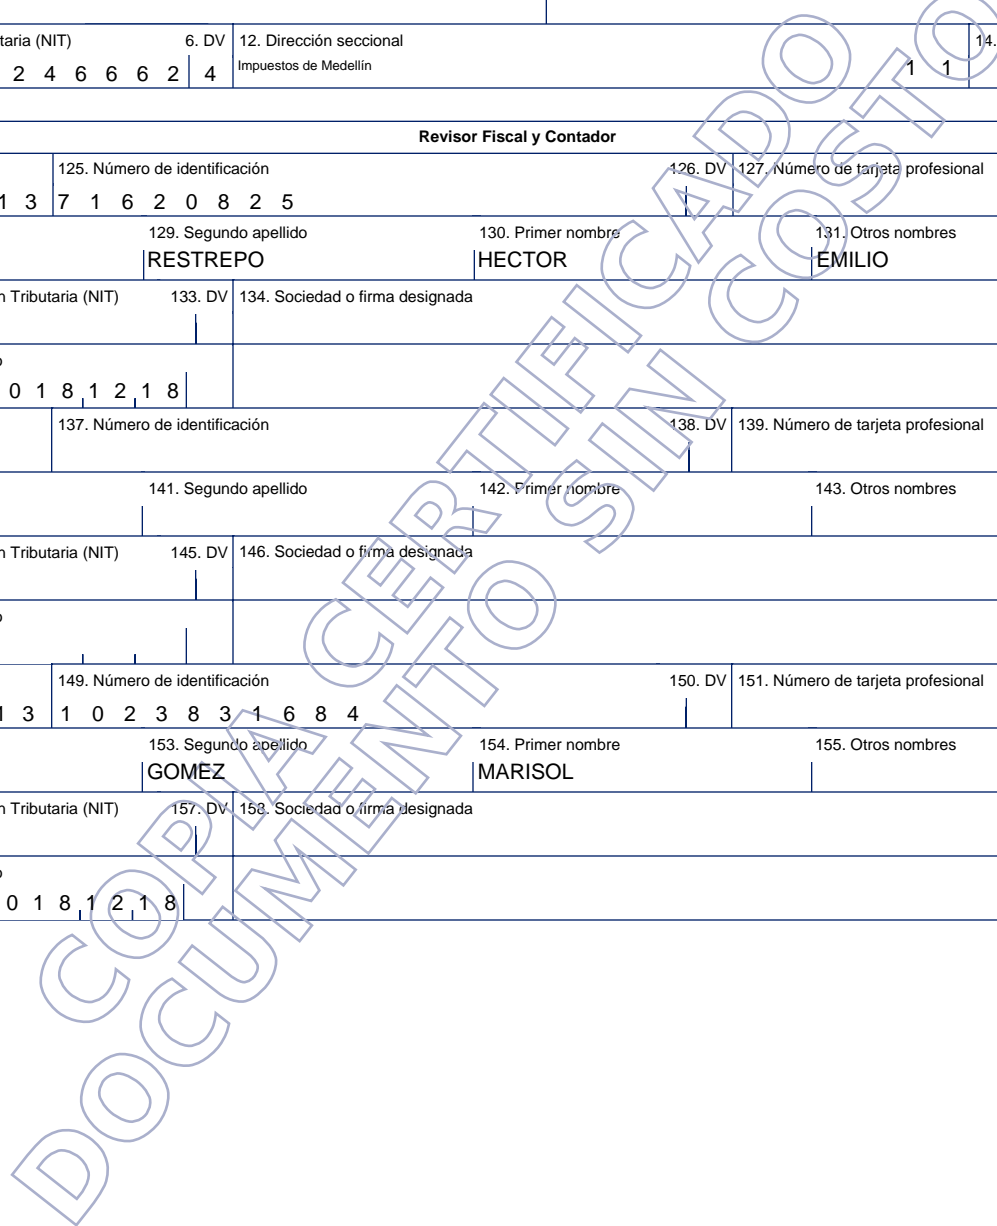 taria (NIT) 6. DV 12. Dirección seccional 14.
2 4 6 6 6 2 4 Impuestos de Medellín 1 1
Revisor Fiscal y Contador
125. Número de identificación 126. DV 127. Número de tarjeta profesional
1 3 7 1 6 2 0 8 2 5
129. Segundo apellido 130. Primer nombre 131. Otros nombres
RESTREPO HECTOR EMILIO
n Tributaria (NIT) 133. DV 134. Sociedad o firma designada
o
0 1 8 1 2 1 8
137. Número de identificación 138. DV 139. Número de tarjeta profesional
141. Segundo apellido 142. Primer nombre 143. Otros nombres
n Tributaria (NIT) 145. DV 146. Sociedad o firma designada
o
149. Número de identificación 150. DV 151. Número de tarjeta profesional
1 3 1 0 2 3 8 3 1 6 8 4
153. Segundo apellido 154. Primer nombre 155. Otros nombres
GOMEZ MARISOL
n Tributaria (NIT) 157. DV 158. Sociedad o firma designada
o
0 1 8 1 2 1 8
COPIA CERTIFICADO
DOCUMENTO SIN COSTO